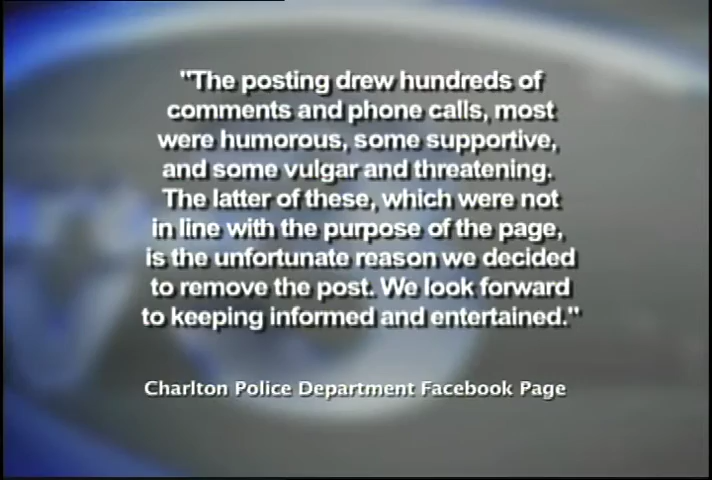 "The posting drew hundreds of
comments and phone calls, most
were humorous, some supportive,
and some vulgar and threatening.
The latter of these, which were not
in line with the purpose of the page,
is the unfortunate reason we decided
to remove the post. We look forward
to keeping informed and entertained."
Charlton Police Department Facebook Page